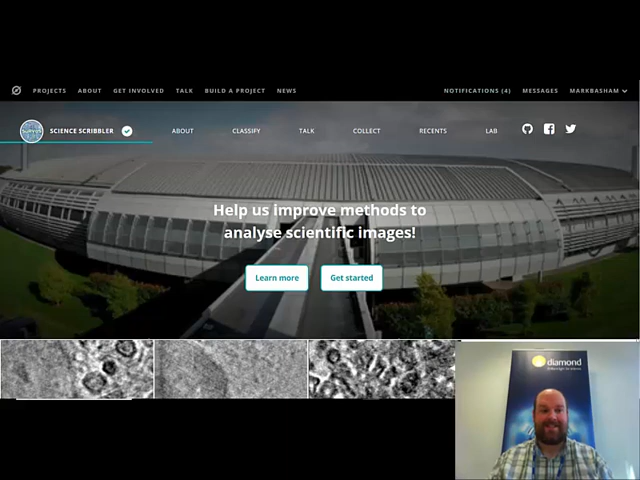 PROJECTS ABOUT GET INVOLVED TALK BUILD A PROJECT NEWS NOTIFICATIONS (4) MESSAGES MARKBASHAM
SCIENCE SCRIBBLER ABOUT CLASSIFY TALK COLLECT RECENTS LAB
Help us improve methods to
analyse scientific images!
Learn more Get started
diamond